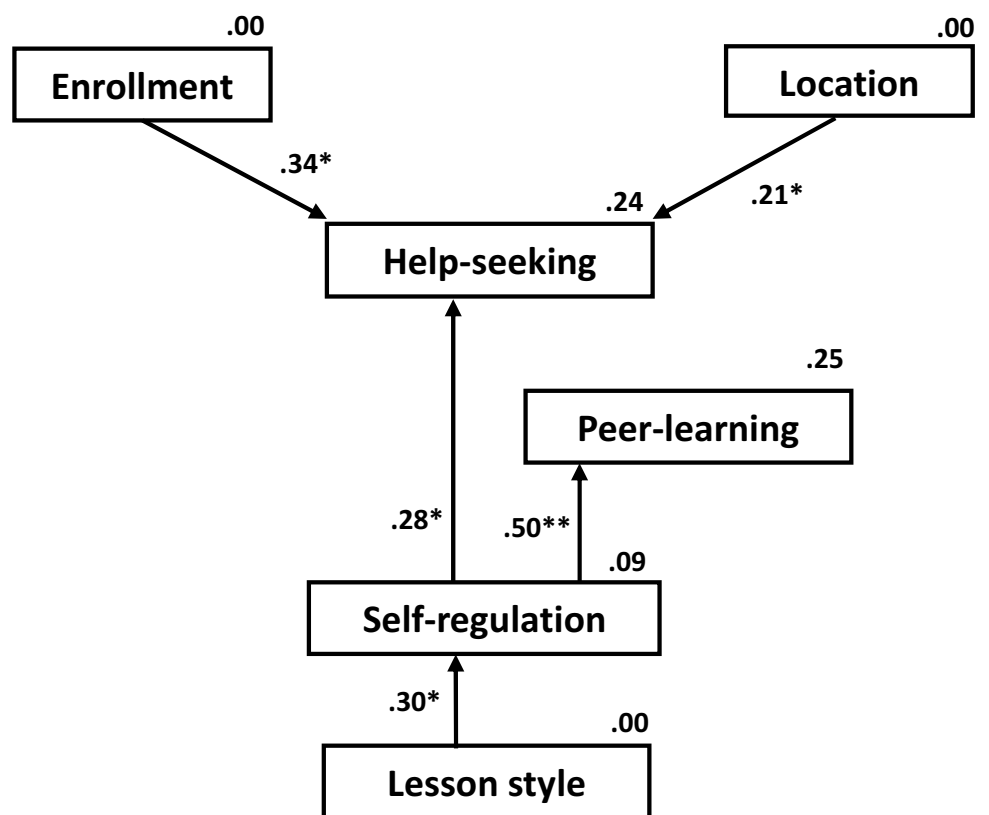 .00
.00
Enrollment
Location
.34*
.21*
.24
Help-seeking
.25
Peer-learning
.28*
.50**
.09
Self-regulation
.30*
.00
Lesson style